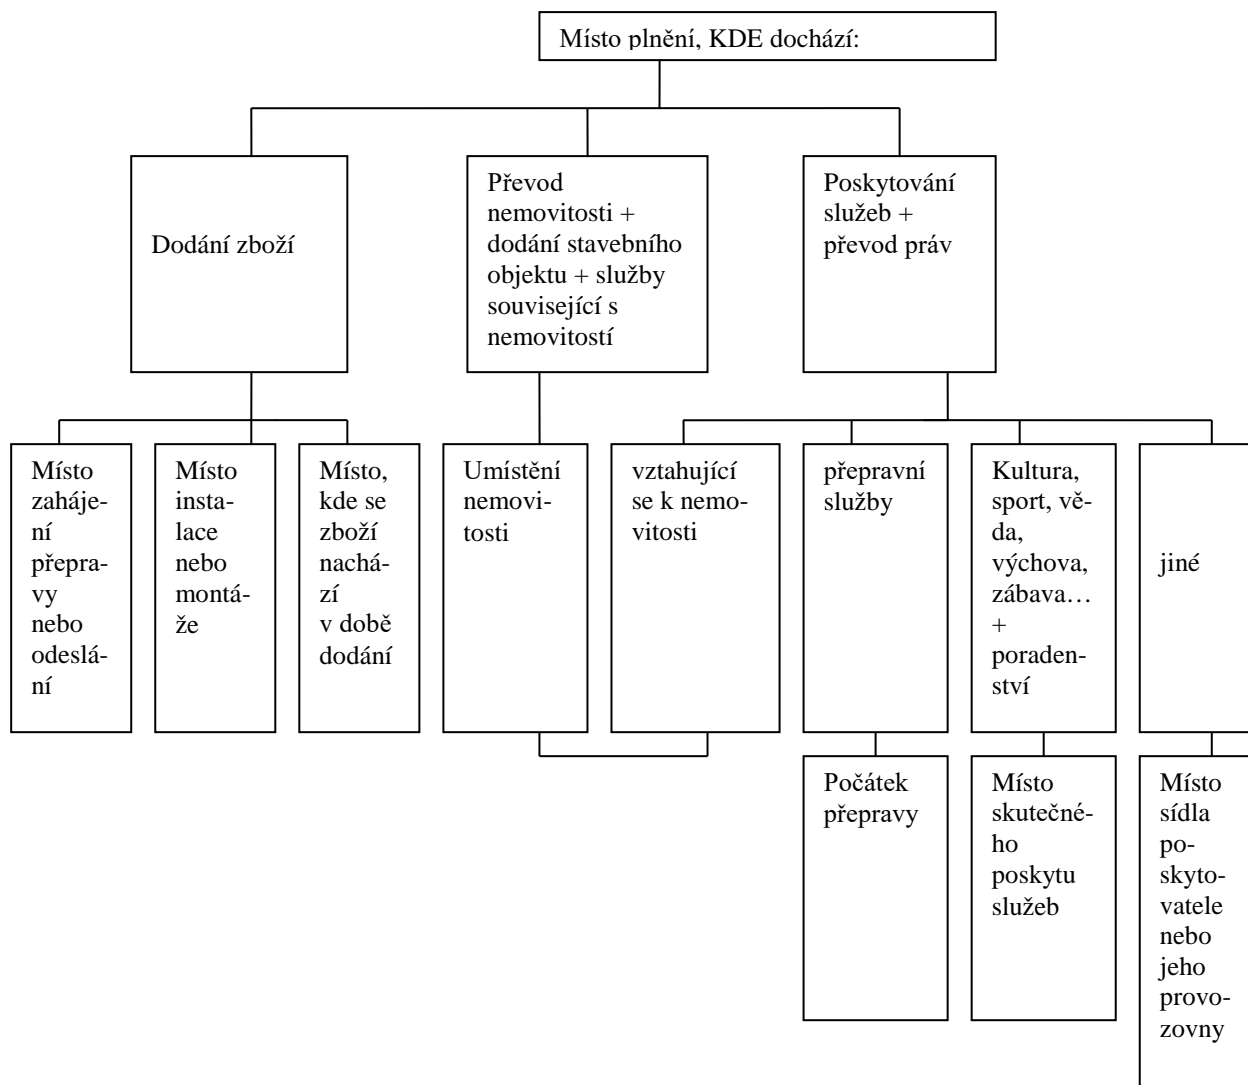 Místo plnění, KDE dochází:
Dodání zboží
Převod
nemovitosti +
dodání stavebního
objektu + služby
související s
nemovitostí
Poskytování
služeb +
převod práv
Místo
zaháje-
ní
přepra-
vy
nebo
odeslá-
ní
Místo
insta-
lace
nebo
montá-
že
Místo,
kde se
zboží
nachá-
zí
v době
dodání
Umístění
nemovi-
tosti
vztahující
se k nemo-
vitosti
přepravní
služby
Kultura,
sport, vě-
da,
výchova,
zábava…
+
poraden-
ství
jiné
Počátek
přepravy
Místo
skutečné-
ho
poskytu
služeb
Místo
sídla
po-
skyto-
vatele
nebo
jeho
provo-
zovny